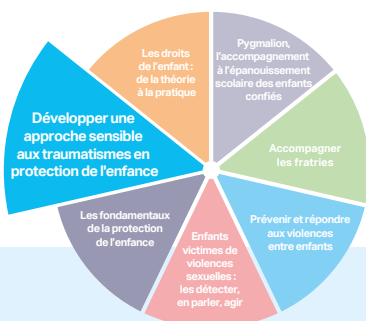 Les droits
de l'enfant :
de la théorie
à la pratique
Pygmalion,
l'accompagnement
à l'épanouissement
scolaire des enfants
confiés
Accompagner
les fratries
Prévenir et répondre
aux violences
entre enfants
Enfants
victimes de
violences
sexuelles :
les détecter,
en parler, agir
Les fondamentaux
de la protection
de l'enfance
Développer une
approche sensible
aux traumatismes en
protection de l'enfance